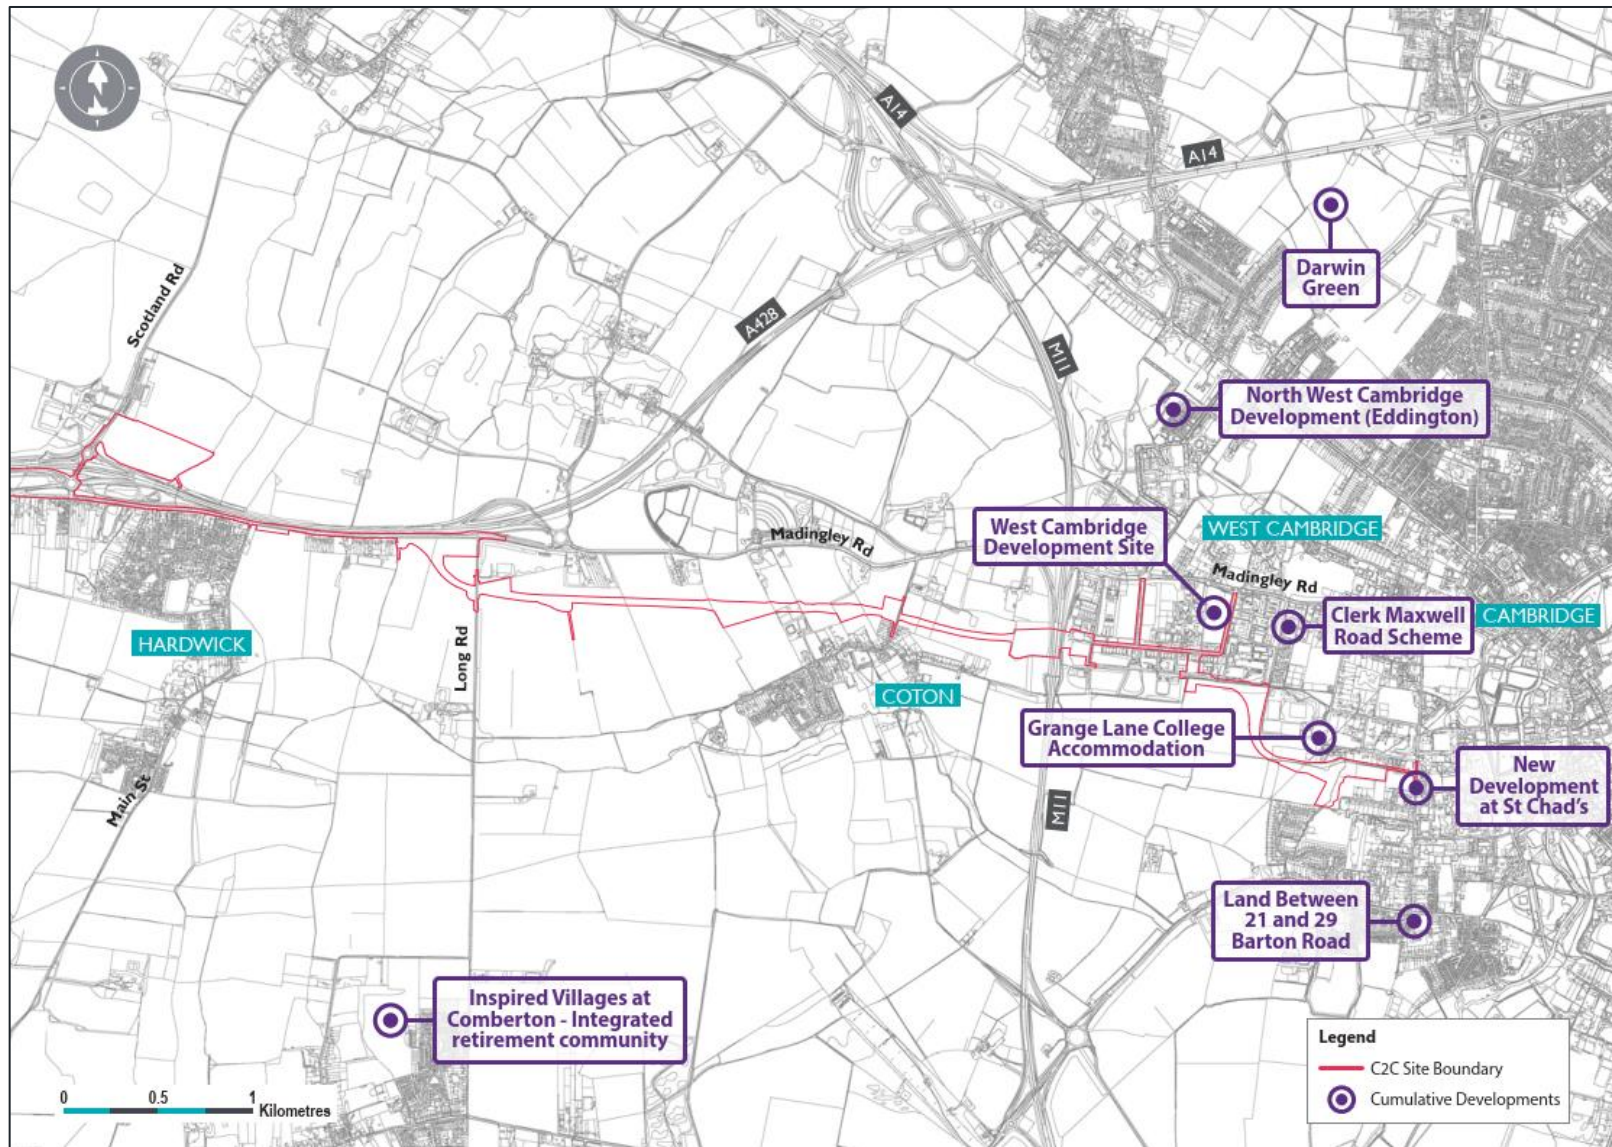 N
A14
A14
Scotland Rd
Darwin
Green
A428
M11
North West Cambridge
Development (Eddington)
West Cambridge
Development Site
WEST CAMBRIDGE
Madingley Rd
Madingley Rd
Clerk Maxwell
Road Scheme
CAMBRIDGE
HARDWICK
Long Rd
COTON
Grange Lane College
Accommodation
New
Development
at St Chad's
Main St
M11
Land Between
21 and 29
Barton Road
Inspired Villages at
Comberton - Integrated
retirement community
Legend
C2C Site Boundary
Cumulative Developments
0 0.5 1
Kilometres